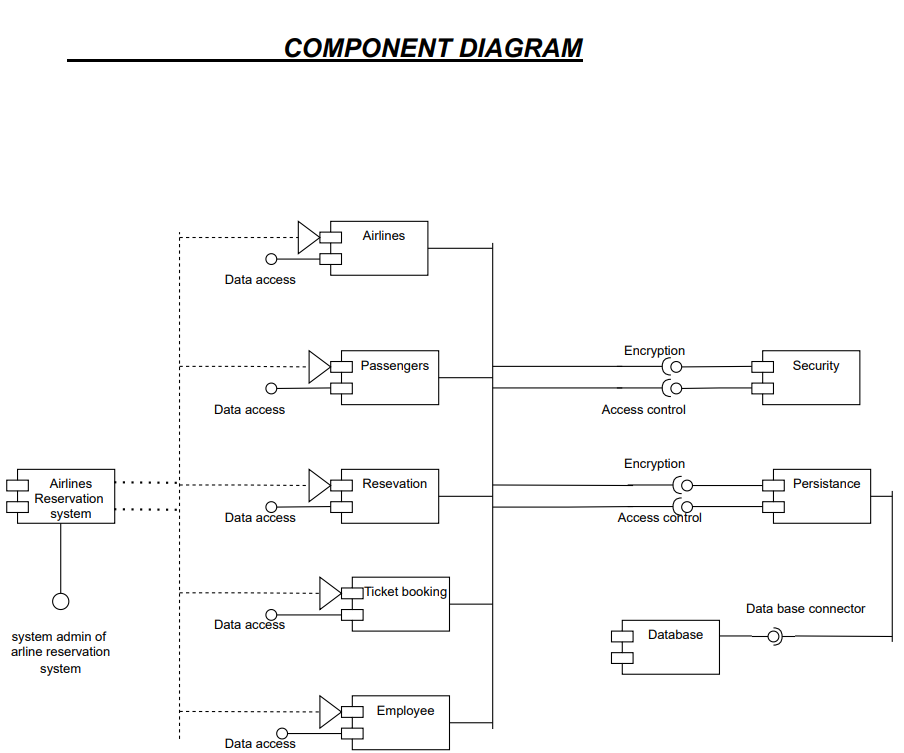 COMPONENT DIAGRAM
Airlines
Data access
Passengers
Data access
Encryption
Access control
Security
Airlines
Reservation
system
Resevation
Data access
Encryption
Access control
Persistance
Ticket booking
Data access
Data base connector
Database
system admin of
arline reservation
system
Employee
Data access